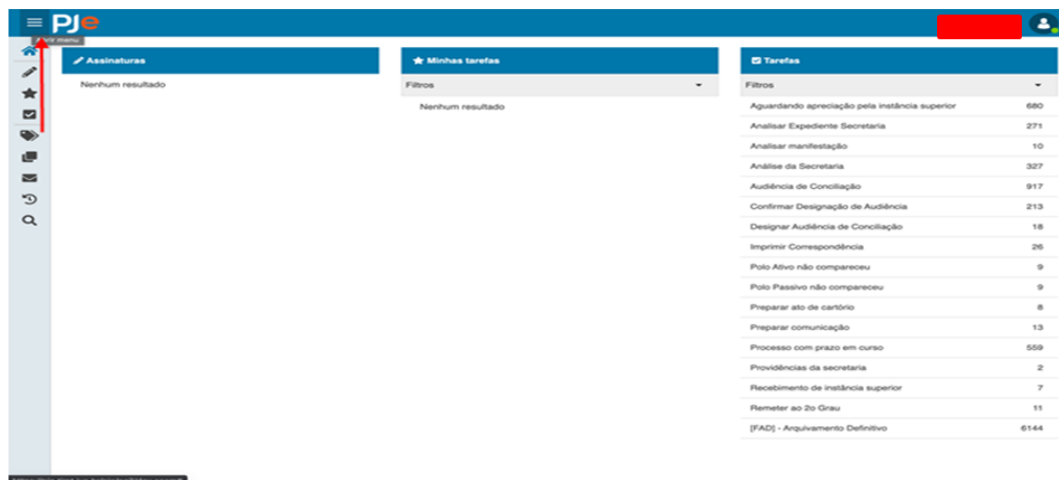 PJe
Abrir menu
Assinaturas
Nenhum resultado
Minhas tarefas
Filtros
Nenhum resultado
Tarefas
Filtros
Aguardando apreciação pela instância superior 680
Analisar Expediente Secretaria 271
Analisar manifestação 10
Análise da Secretaria 327
Audiência de Conciliação 917
Confirmar Designação de Audiência 213
Designar Audiência de Conciliação 18
Imprimir Correspondência 26
Polo Ativo não compareceu 9
Polo Passivo não compareceu 9
Preparar ato de cartório 8
Preparar comunicação 13
Processo com prazo em curso 559
Providências da secretaria 2
Recebimento de instância superior 7
Remeter ao 2o Grau 11
[FAD] - Arquivamento Definitivo 6144